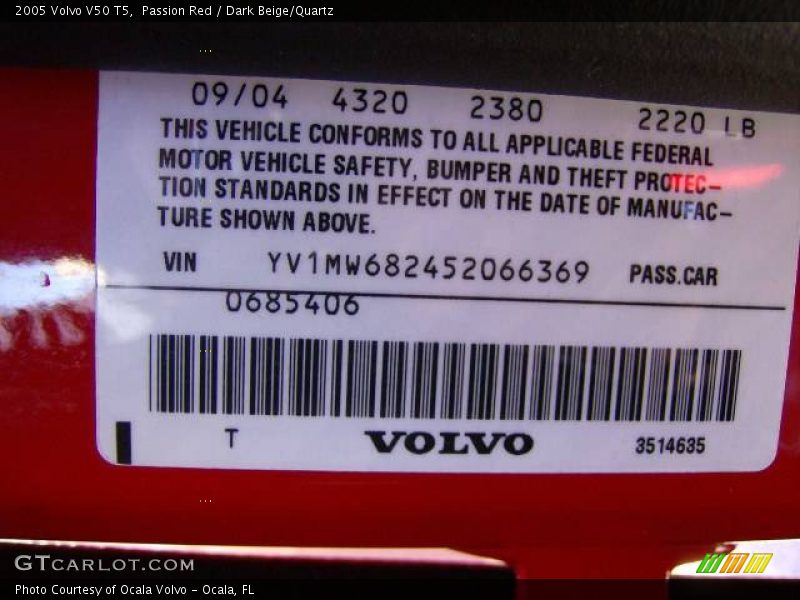 2005 Volvo V50 T5, Passion Red / Dark Beige/Quartz
09/04 4320 2380 2220 LB
THIS VEHICLE CONFORMS TO ALL APPLICABLE FEDERAL
MOTOR VEHICLE SAFETY, BUMPER AND THEFT PROTEC-
TION STANDARDS IN EFFECT ON THE DATE OF MANUFAC-
TURE SHOWN ABOVE.
VIN YV1MW682452066369 PASS.CAR
0685406
T VOLVO 3514635
GTCARLOT.COM
Photo Courtesy of Ocala Volvo - Ocala, FL